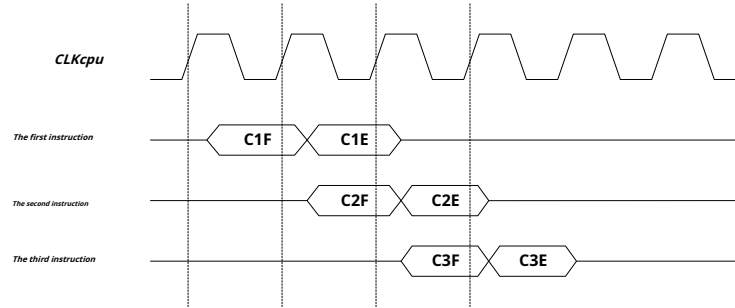 CLKcpu
The first instruction
C1F
C1E
The second instruction
C2F
C2E
The third instruction
C3F
C3E